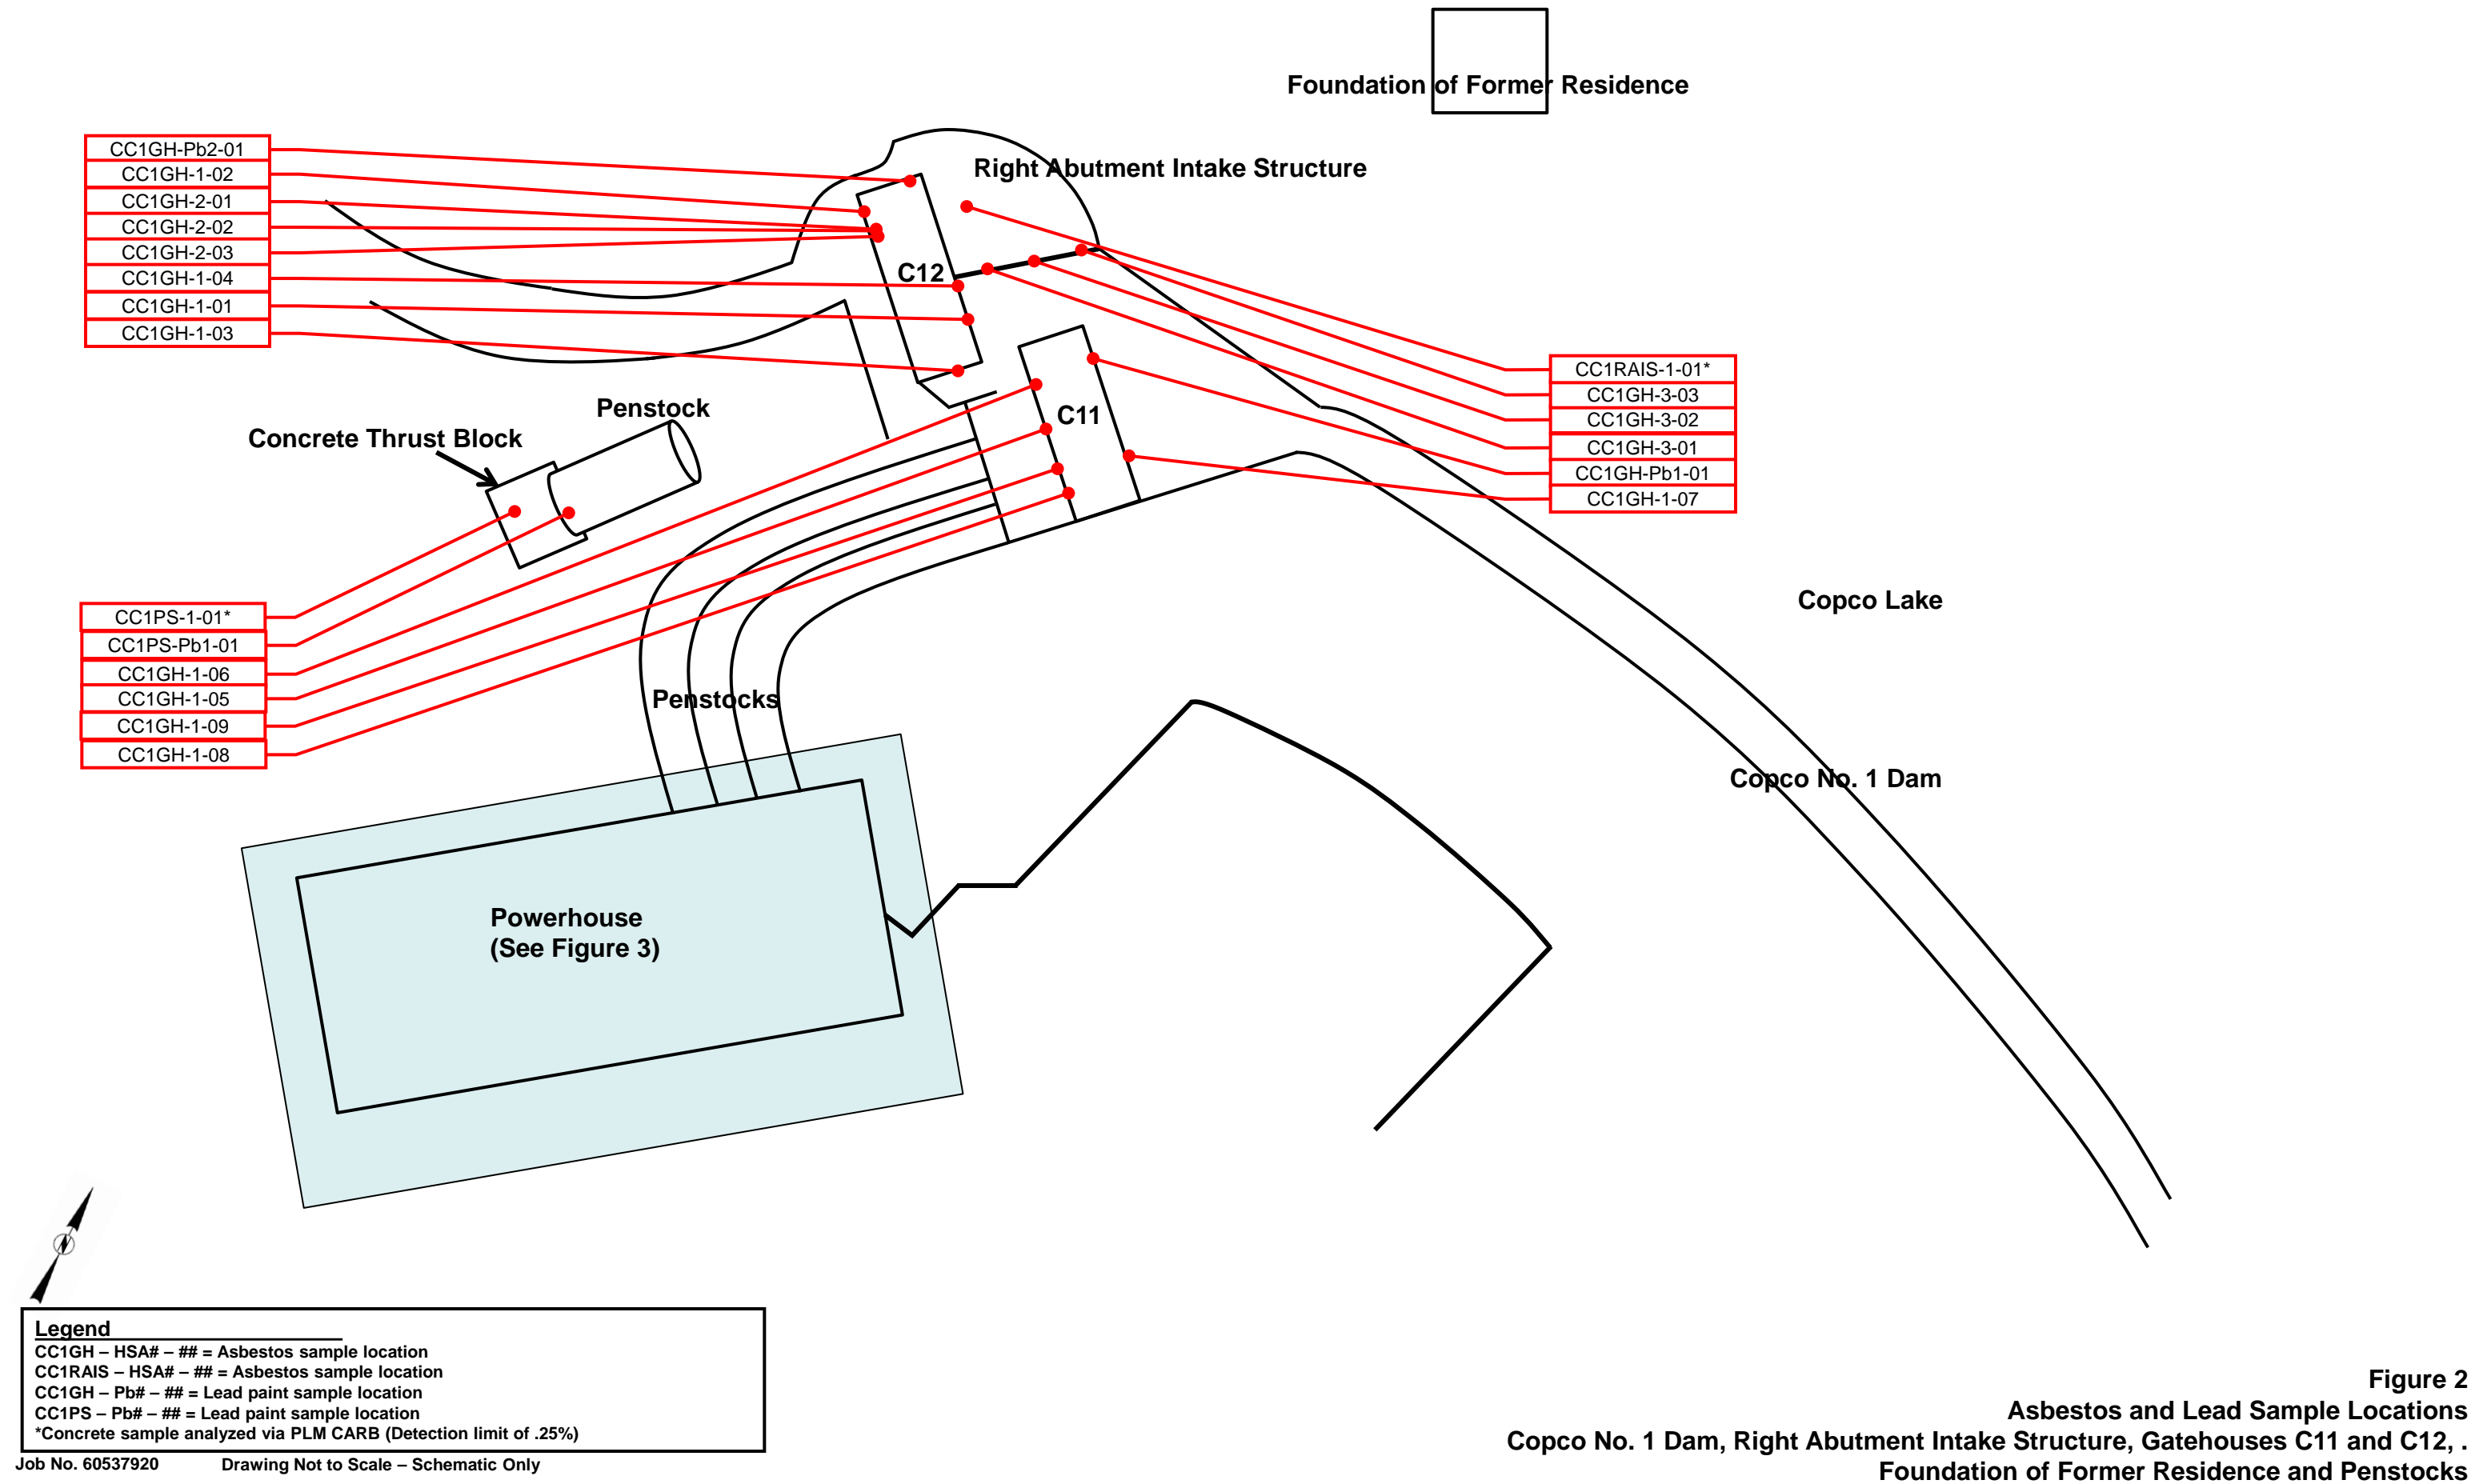 Foundation of Former Residence
Right Abutment Intake Structure
CC1GH-Pb2-01
CC1GH-1-02
CC1GH-2-01
CC1GH-2-02
CC1GH-2-03
CC1GH-1-04
CC1GH-1-01
CC1GH-1-03
C12
C11
CC1RAIS-1-01*
CC1GH-3-03
CC1GH-3-02
CC1GH-3-01
CC1GH-Pb1-01
CC1GH-1-07
Penstock
Concrete Thrust Block
CC1PS-1-01*
CC1PS-Pb1-01
CC1GH-1-06
CC1GH-1-05
CC1GH-1-09
CC1GH-1-08
Penstocks
Copco Lake
Copco No. 1 Dam
Powerhouse
(See Figure 3)
Legend
CC1GH – HSA# – ## = Asbestos sample location
CC1RAIS – HSA# – ## = Asbestos sample location
CC1GH – Pb# – ## = Lead paint sample location
CC1PS – Pb# – ## = Lead paint sample location
*Concrete sample analyzed via PLM CARB (Detection limit of .25%)
Job No. 60537920 Drawing Not to Scale – Schematic Only
Figure 2
Asbestos and Lead Sample Locations
Copco No. 1 Dam, Right Abutment Intake Structure, Gatehouses C11 and C12, .
Foundation of Former Residence and Penstocks